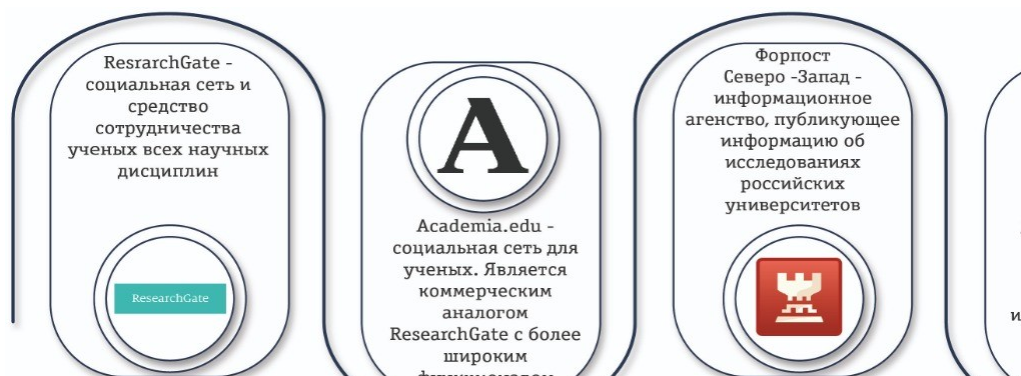 ResrarchGate -
социальная сеть и
средство
сотрудничества
ученых всех научных
дисциплин
ResearchGate
A
Academia.edu -
социальная сеть для
ученых. Является
коммерческим
аналогом
ResearchGate с более
широким
Форпост
Северо -Запад -
информационное
агенство, публикующее
информацию об
исследованиях
российских
университетов